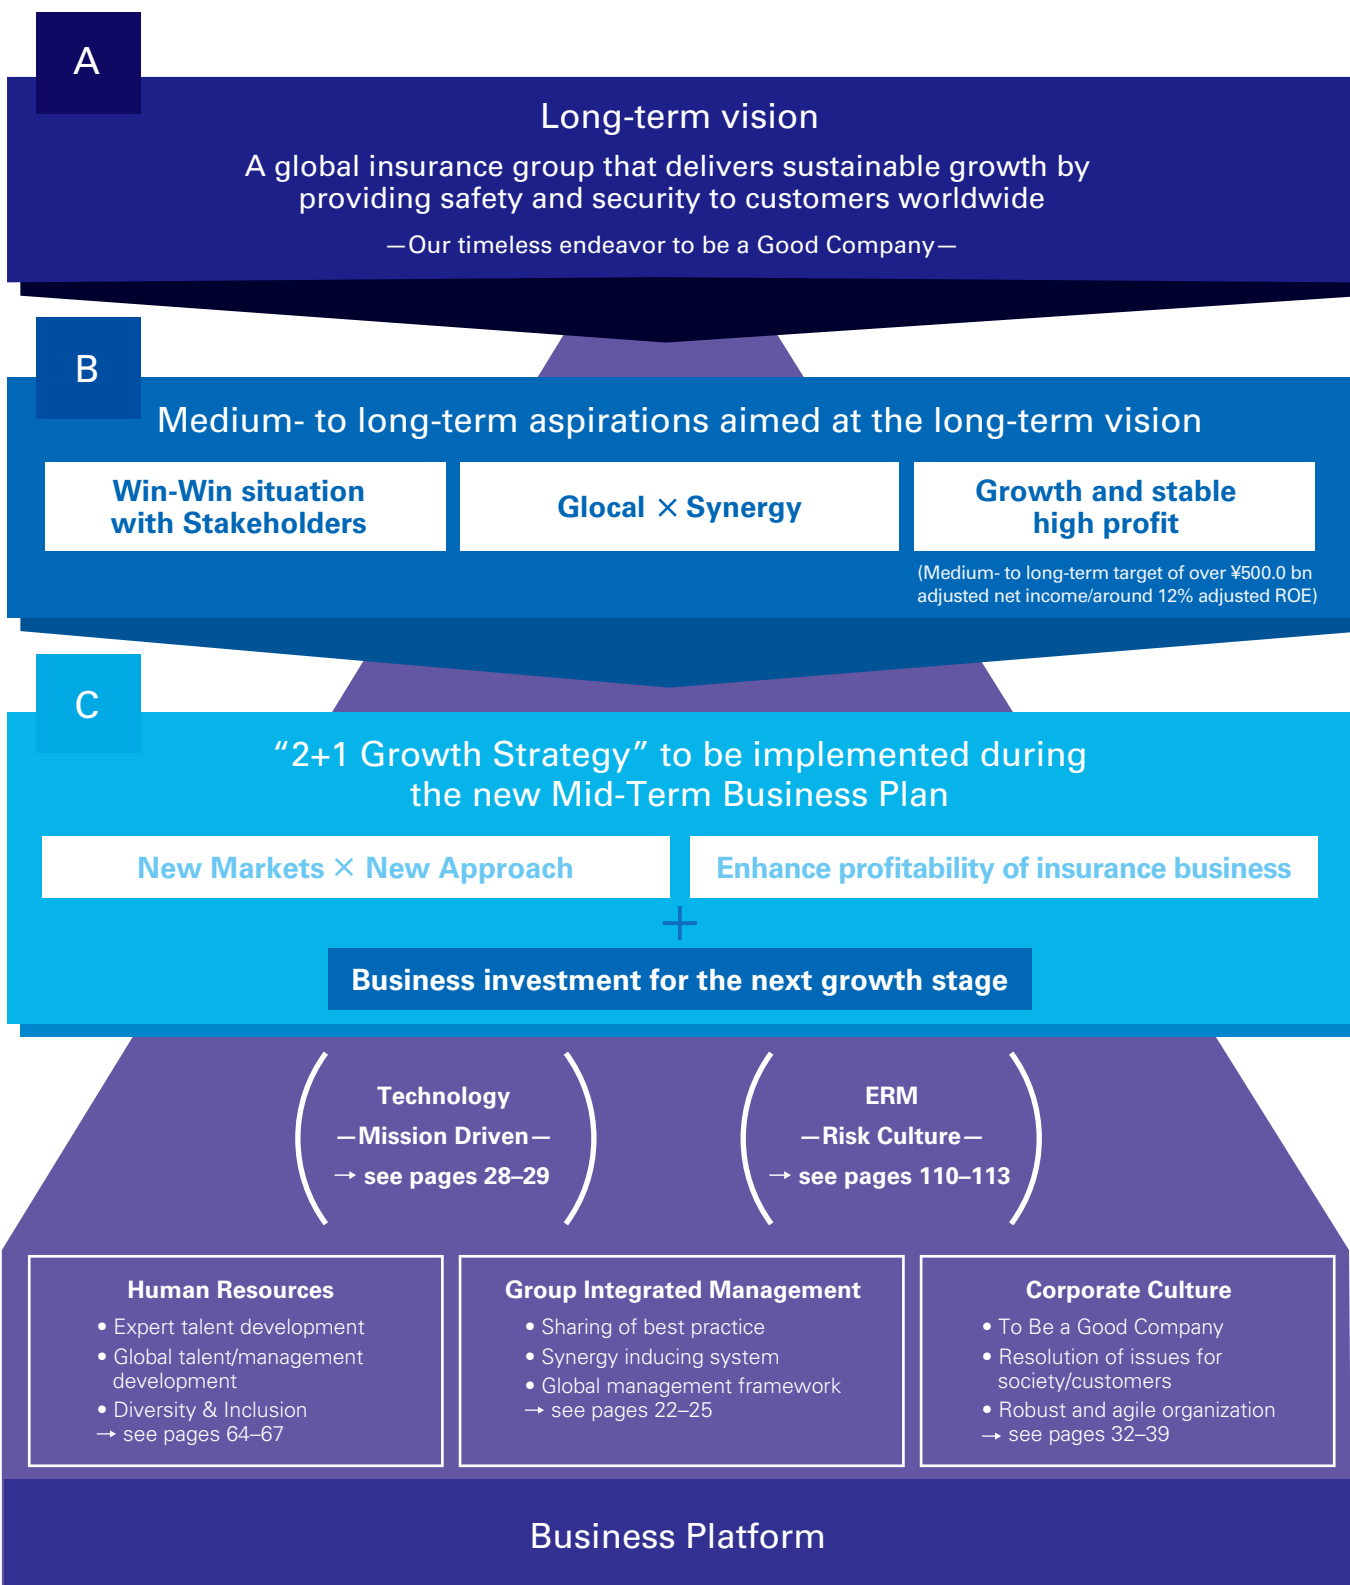 A
Long-term vision
A global insurance group that delivers sustainable growth by
providing safety and security to customers worldwide
—Our timeless endeavor to be a Good Company—
B
Medium- to long-term aspirations aimed at the long-term vision
Win-Win situation
with Stakeholders
Glocal × Synergy
Growth and stable
high profit
(Medium- to long-term target of over ¥500.0 bn
adjusted net income/around 12% adjusted ROE)
C
“2+1 Growth Strategy” to be implemented during
the new Mid-Term Business Plan
New Markets × New Approach
Enhance profitability of insurance business
+
Business investment for the next growth stage
Technology
—Mission Driven—
→ see pages 28–29
ERM
—Risk Culture—
→ see pages 110–113
Human Resources
• Expert talent development
• Global talent/management
development
• Diversity & Inclusion
→ see pages 64–67
Group Integrated Management
• Sharing of best practice
• Synergy inducing system
• Global management framework
→ see pages 22–25
Corporate Culture
• To Be a Good Company
• Resolution of issues for
society/customers
• Robust and agile organization
→ see pages 32–39
Business Platform